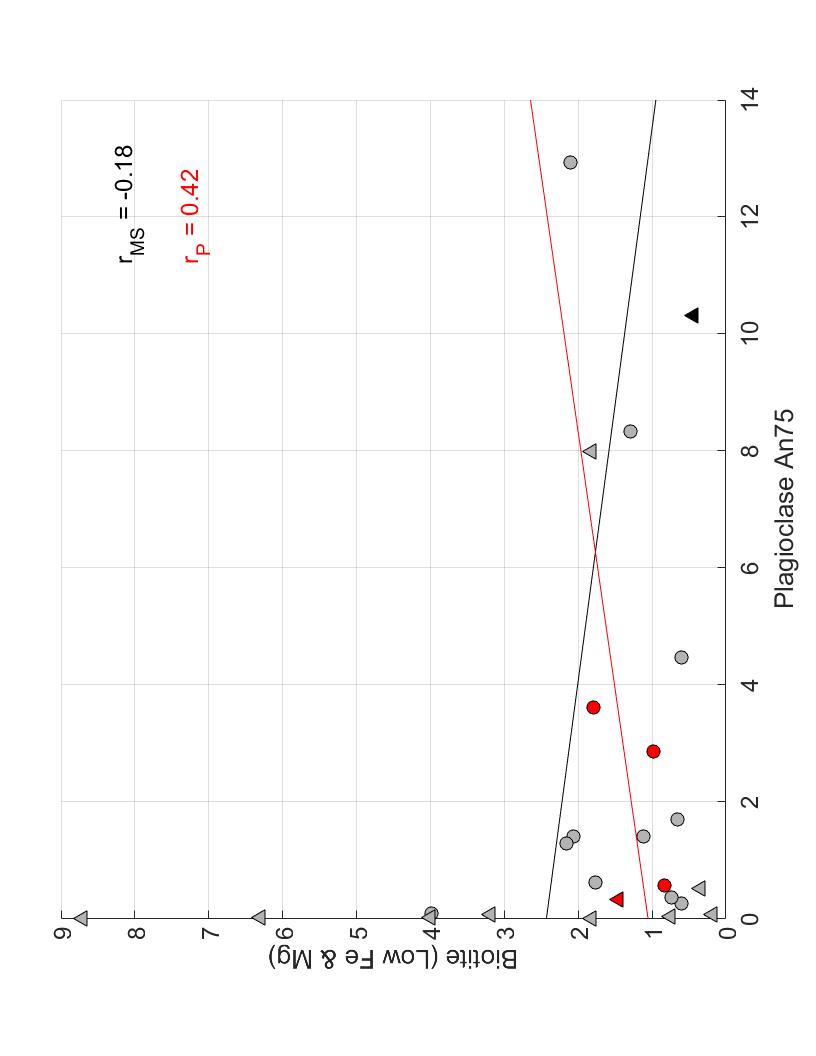 9
8
7
6
5
4
3
2
1
0
Biotite (Low Fe & Mg)
r_MS = -0.18
r_P = 0.42
0 2 4 6 8 10 12 14
Plagioclase An75